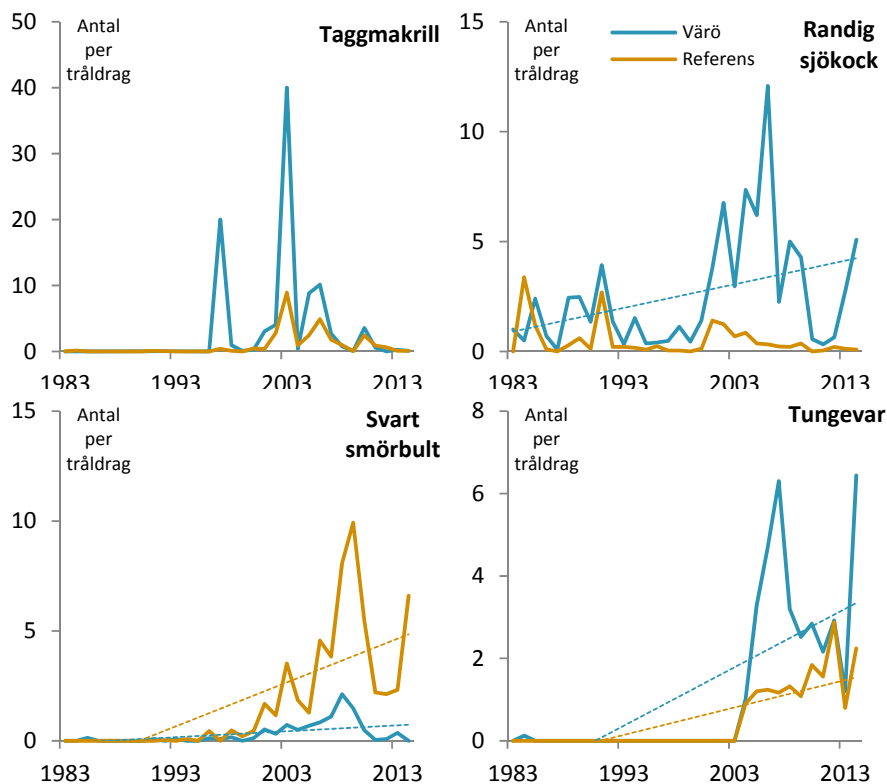 50
40
30
20
10
0
Antal
per
tråldrag
Taggmakrill
1983
1993
2003
2013
15
10
5
0
Antal
per
tråldrag
Värö
Referens
Randig
sjökock
1983
1993
2003
2013
15
10
5
0
Antal
per
tråldrag
Svart
smörbult
1983
1993
2003
2013
8
6
4
2
0
Antal
per
tråldrag
Tungevar
1983
1993
2003
2013